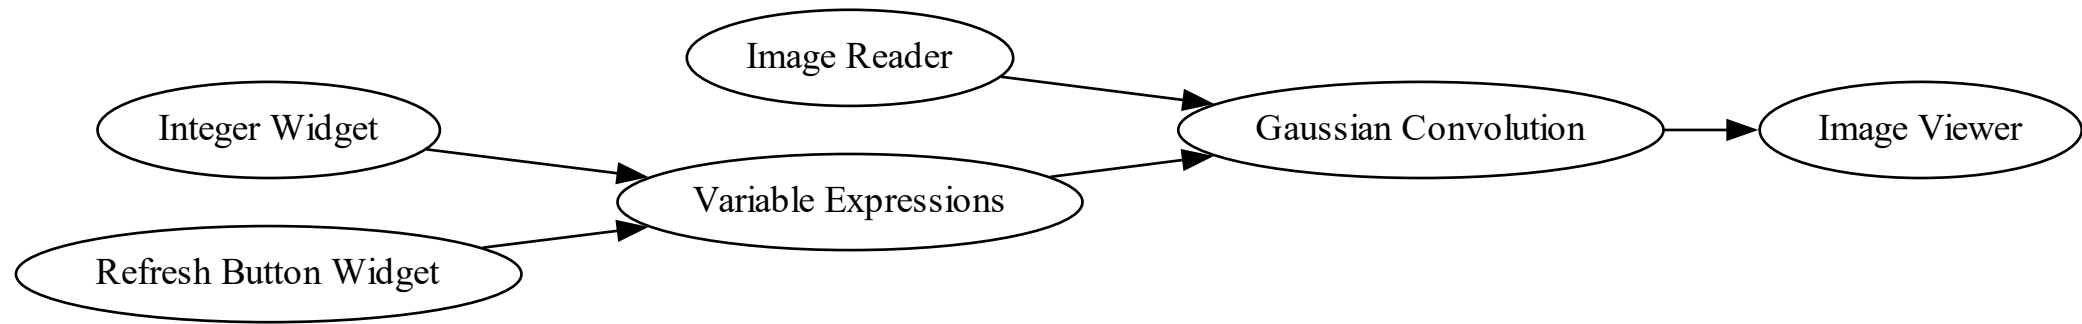 Image Reader
Integer Widget
Gaussian Convolution
Image Viewer
Variable Expressions
Refresh Button Widget